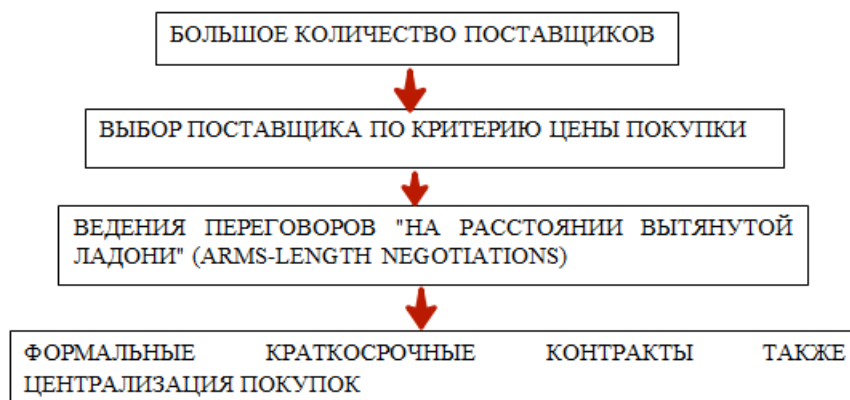 БОЛЬШОЕ КОЛИЧЕСТВО ПОСТАВЩИКОВ
ВЫБОР ПОСТАВЩИКА ПО КРИТЕРИЮ ЦЕНЫ ПОКУПКИ
ВЕДЕНИЯ ПЕРЕГОВОРОВ "НА РАССТОЯНИИ ВЫТЯНУТОЙ
ЛАДОНИ" (ARMS-LENGTH NEGOTIATIONS)
ФОРМАЛЬНЫЕ КРАТКОСРОЧНЫЕ КОНТРАКТЫ ТАКЖЕ
ЦЕНТРАЛИЗАЦИЯ ПОКУПОК